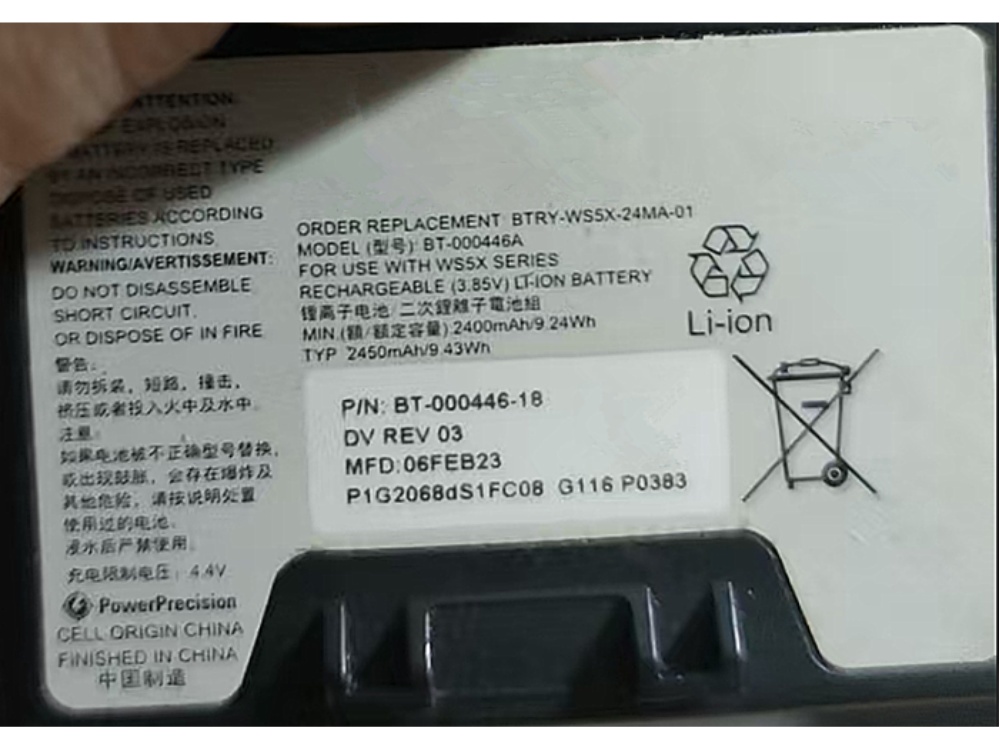 ATTENTION:
OF EXPLOSION
BATTERY IS REPLACED
BY AN INCORRECT TYPE
DISPOSE OF USED
BATTERIES ACCORDING
TO INSTRUCTIONS
WARNING/AVERTISSEMENT:
DO NOT DISASSEMBLE
SHORT CIRCUIT,
OR DISPOSE OF IN FIRE
警告:
请勿拆装，短路，撞击，
挤压或者投入火中及水中
注意:
如果电池被不正确型号替换，
或出现鼓胀，会存在爆炸及
其他危险，请按说明处置
使用过的电池。
浸水后严禁使用
充电限制电压：4.4V
PowerPrecision
CELL ORIGIN CHINA
FINISHED IN CHINA
中国制造
ORDER REPLACEMENT BTRY-WS5X-24MA-01
MODEL (型号): BT-000446A
FOR USE WITH WS5X SERIES
RECHARGEABLE (3.85V) LI-ION BATTERY
锂离子电池/二次鋰離子電池組
MIN.(額/额定容量) 2400mAh/9.24Wh
TYP 2450mAh/9.43Wh
P/N: BT-000446-18
DV REV 03
MFD:06FEB23
P1G2068dS1FC08 G116 P0383
Li-ion